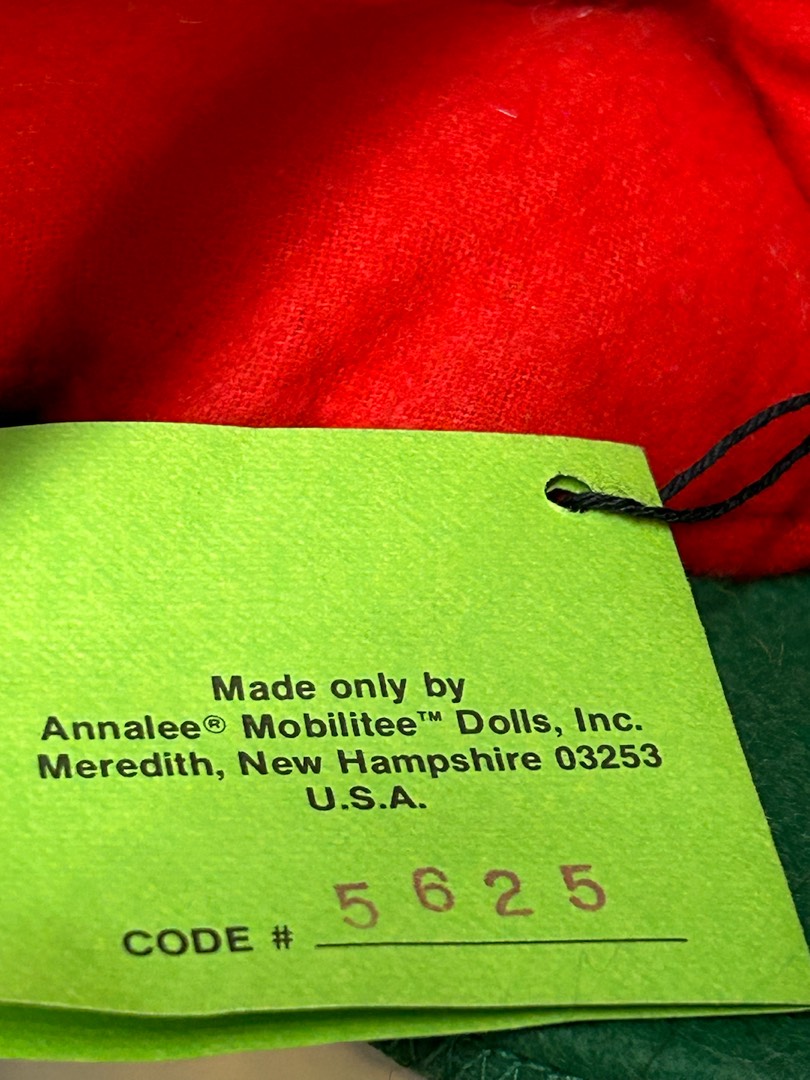 Made only by
Annalee® Mobilitee™ Dolls, Inc.
Meredith, New Hampshire 03253
U.S.A.
CODE # 5625